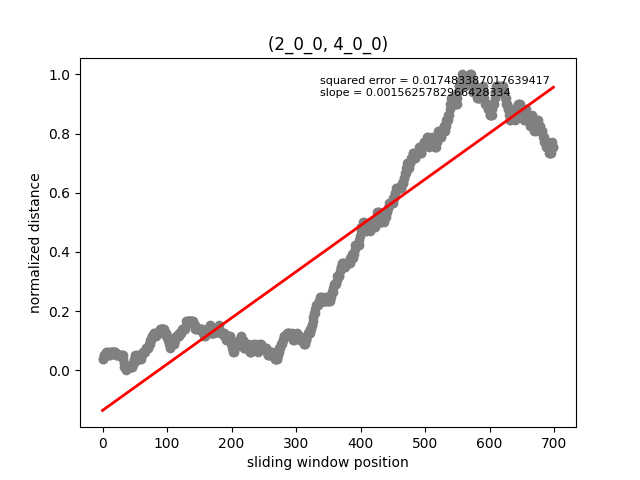 (2_0_0, 4_0_0)
squared error = 0.017483387017639417
slope = 0.0015625782966428334
normalized distance
1.0
0.8
0.6
0.4
0.2
0.0
0 100 200 300 400 500 600 700
sliding window position